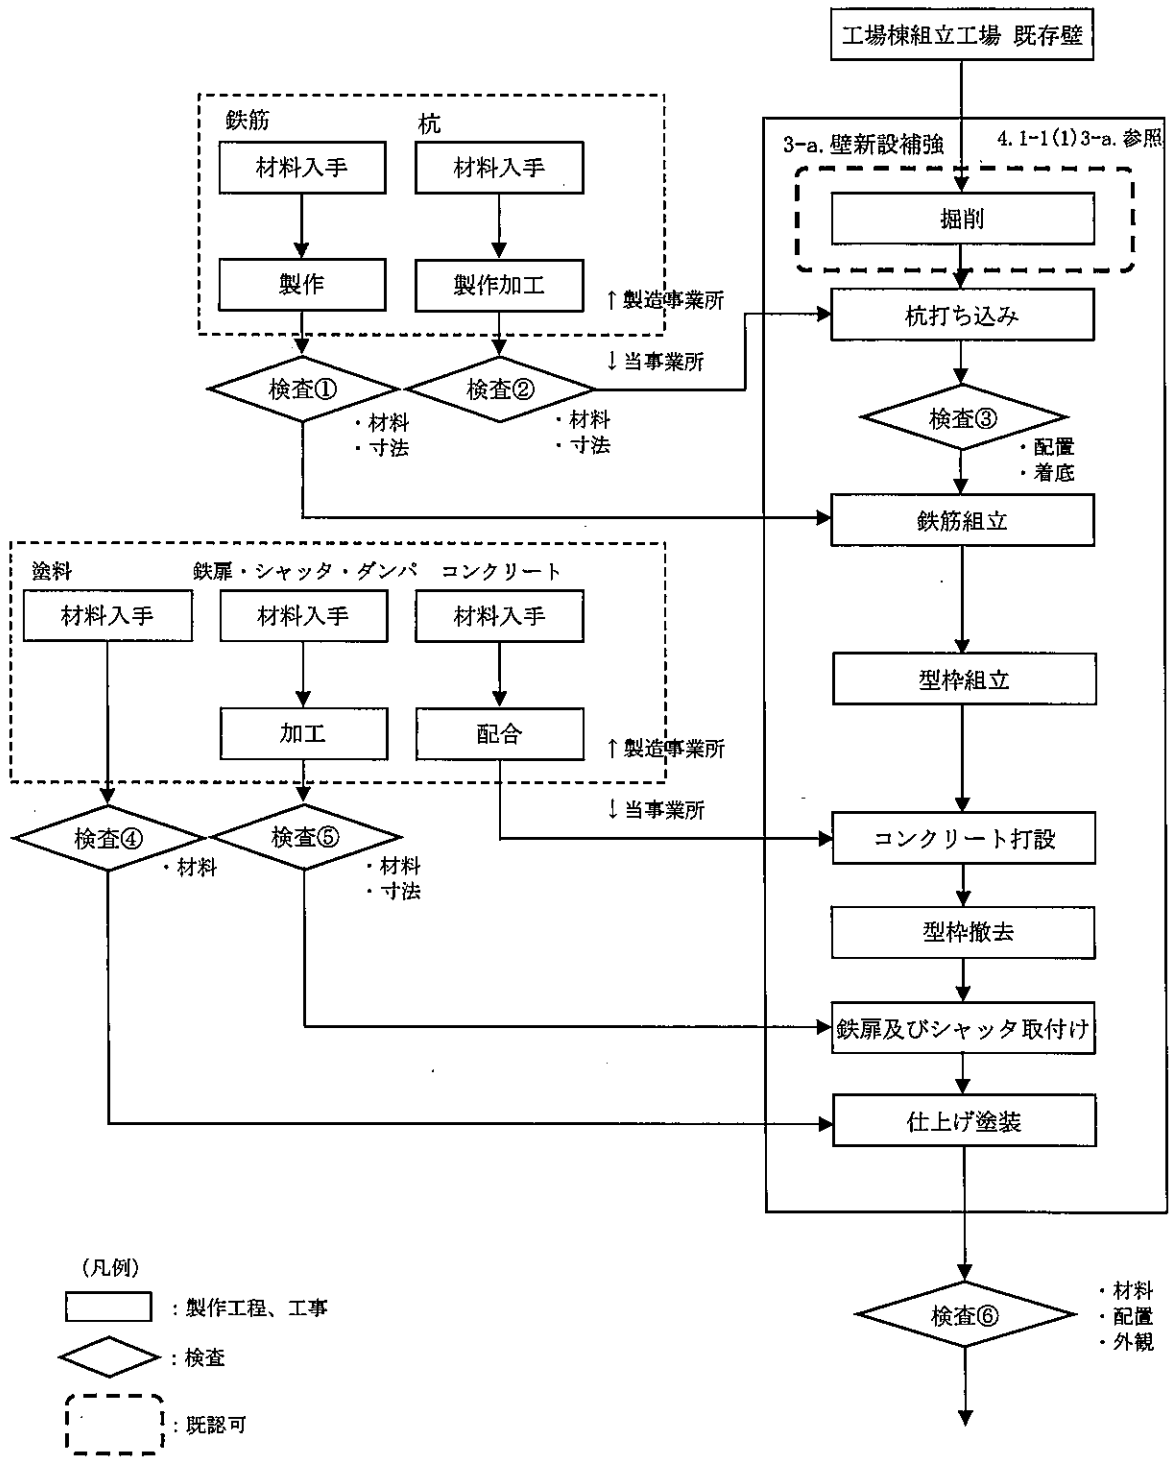 工場棟組立工場 既存壁
3-a. 壁新設補強
4.1-1(1)3-a. 参照
掘削
杭打ち込み
検査③
・配置
・着底
鉄筋組立
型枠組立
コンクリート打設
型枠撤去
鉄扉及びシャッタ取付け
仕上げ塗装
検査⑥
・材料
・配置
・外観
鉄筋
杭
材料入手
材料入手
製作
製作加工
↑製造事業所
↓当事業所
検査①
・材料
・寸法
検査②
・材料
・寸法
塗料
鉄扉・シャッタ・ダンパ
コンクリート
材料入手
材料入手
材料入手
加工
配合
↑製造事業所
↓当事業所
検査④
・材料
検査⑤
・材料
・寸法
(凡例)
：製作工程、工事
：検査
：既認可